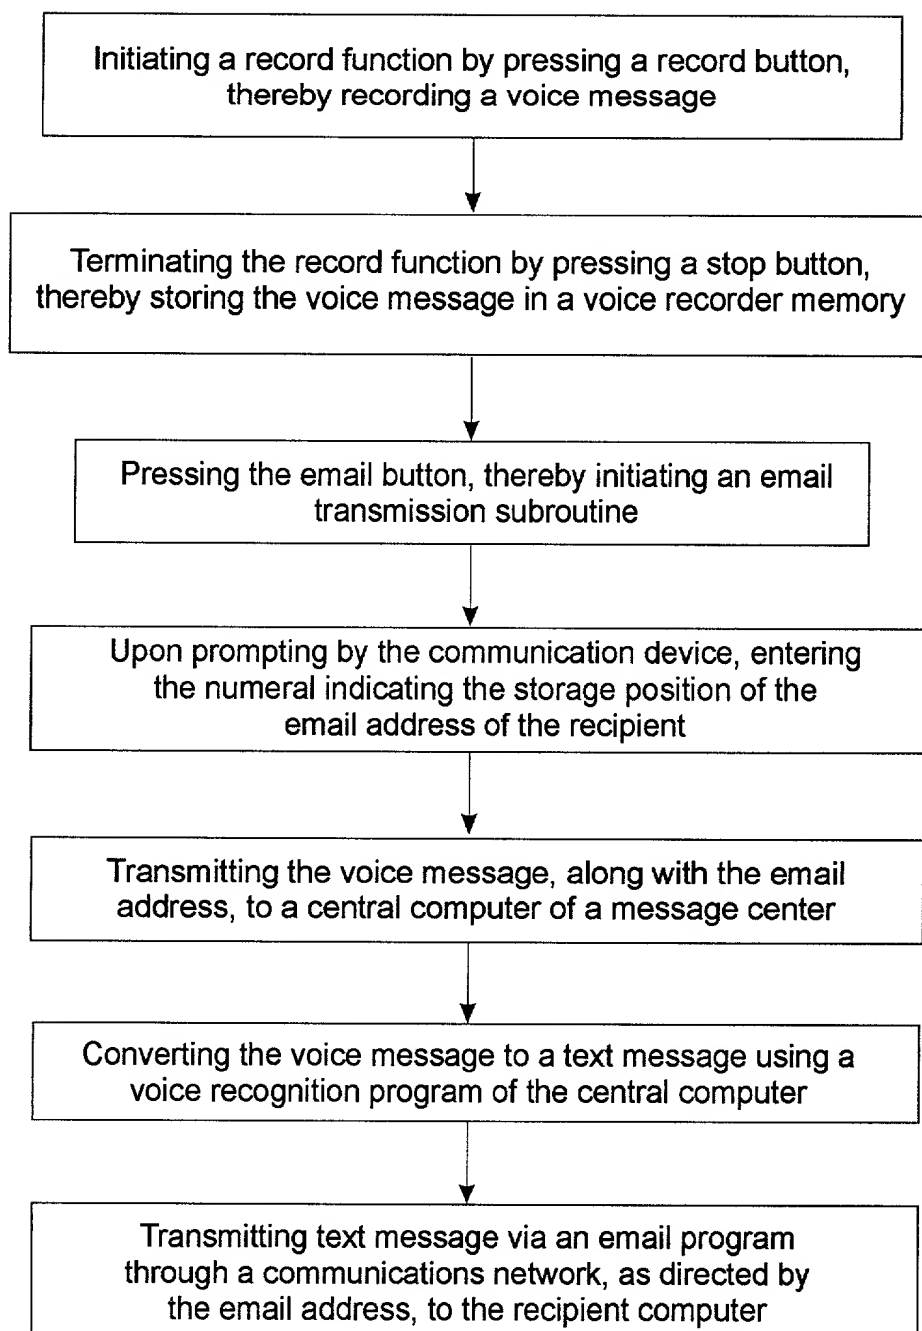 Initiating a record function by pressing a record button,
thereby recording a voice message
Terminating the record function by pressing a stop button,
thereby storing the voice message in a voice recorder memory
Pressing the email button, thereby initiating an email
transmission subroutine
Upon prompting by the communication device, entering
the numeral indicating the storage position of the
email address of the recipient
Transmitting the voice message, along with the email
address, to a central computer of a message center
Converting the voice message to a text message using a
voice recognition program of the central computer
Transmitting text message via an email program
through a communications network, as directed by
the email address, to the recipient computer